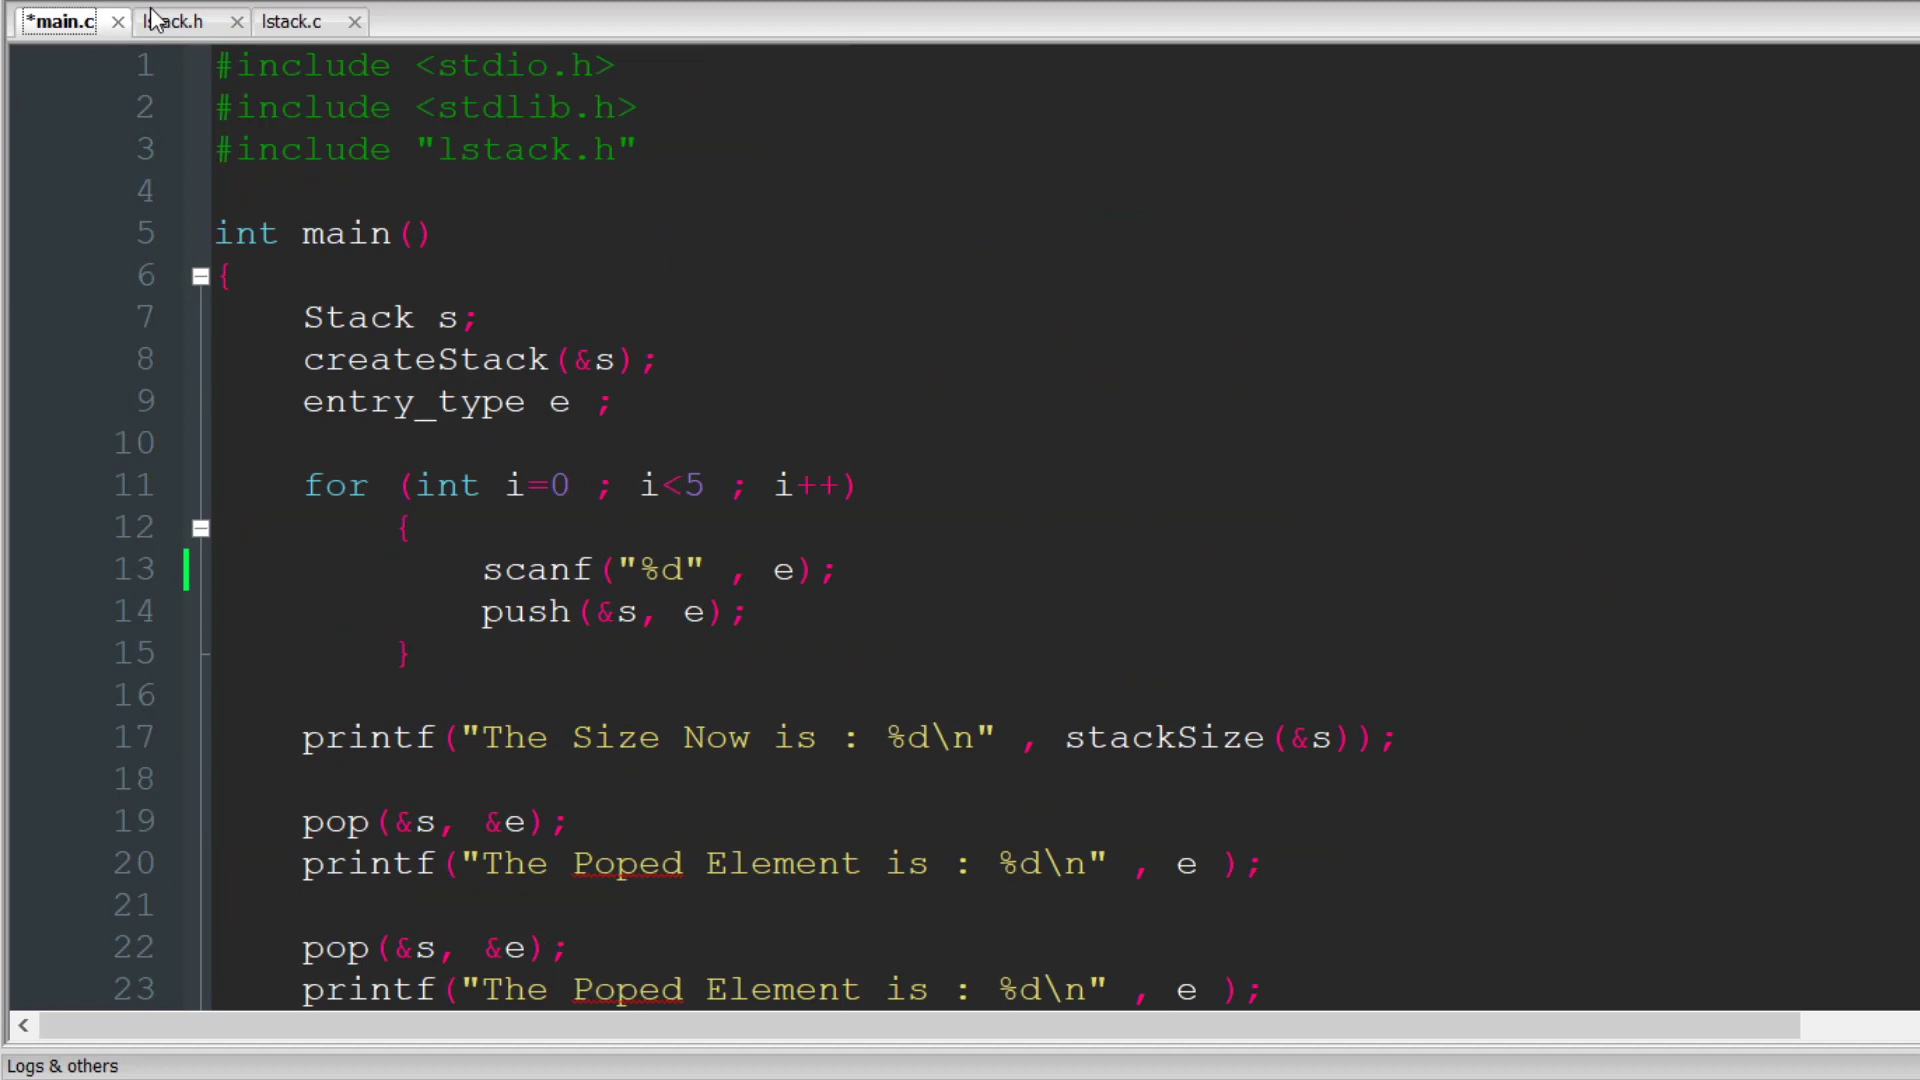 *main.c lstack.h lstack.c
1 #include <stdio.h>
2 #include <stdlib.h>
3 #include "lstack.h"
4
5 int main()
6 {
7 Stack s;
8 createStack(&s);
9 entry_type e ;
10
11 for (int i=0 ; i<5 ; i++)
12 {
13 scanf("%d" , e);
14 push(&s, e);
15 }
16
17 printf("The Size Now is : %d\n" , stackSize(&s));
18
19 pop(&s, &e);
20 printf("The Poped Element is : %d\n" , e );
21
22 pop(&s, &e);
23 printf("The Poped Element is : %d\n" , e );
Logs & others